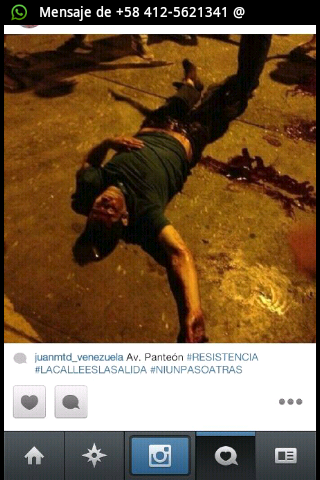 Mensaje de +58 412-5621341 @
juanmtd_venezuela Av. Panteón #RESISTENCIA
#LACALLEESLASALIDA #NIUNPASOATRAS